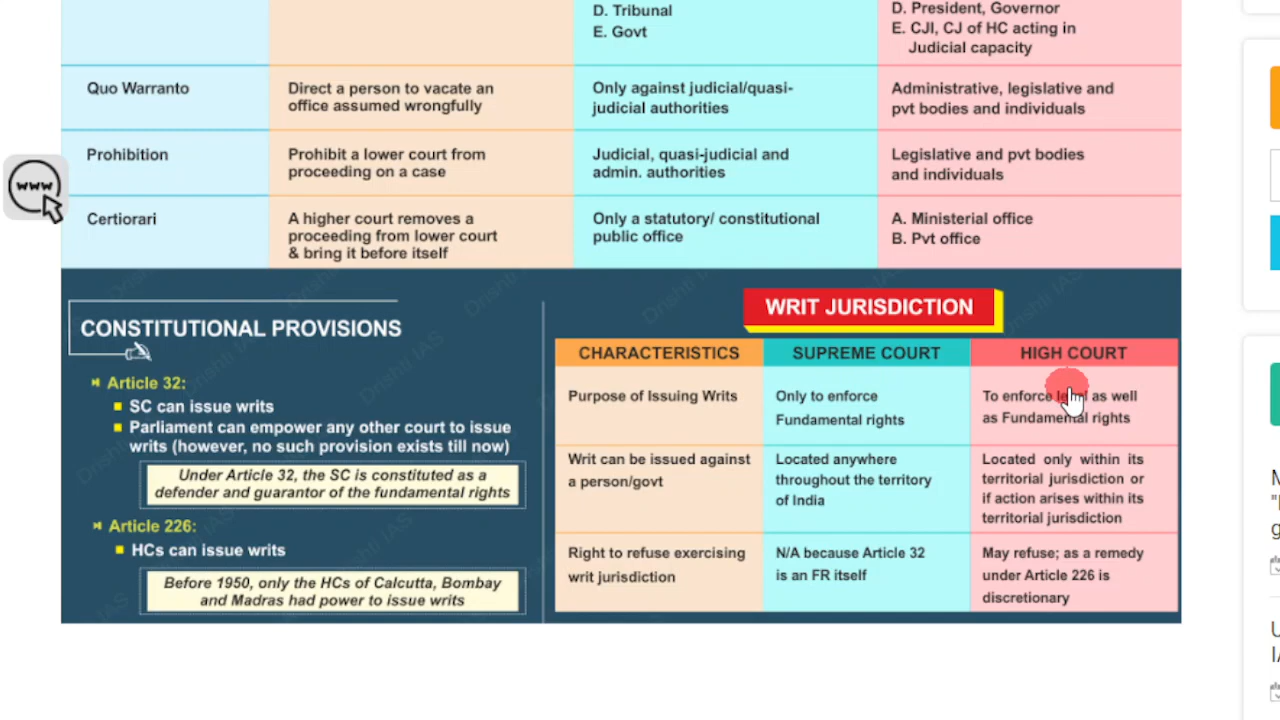 D. Tribunal
E. Govt
D. President, Governor
E. CJI, CJ of HC acting in
Judicial capacity
Quo Warranto
Direct a person to vacate an
office assumed wrongfully
Only against judicial/quasi-
judicial authorities
Administrative, legislative and
pvt bodies and individuals
Prohibition
Prohibit a lower court from
proceeding on a case
Judicial, quasi-judicial and
admin. authorities
Legislative and pvt bodies
and individuals
Certiorari
A higher court removes a
proceeding from lower court
& bring it before itself
Only a statutory/ constitutional
public office
A. Ministerial office
B. Pvt office
www
CONSTITUTIONAL PROVISIONS
Article 32:
SC can issue writs
Parliament can empower any other court to issue
writs (however, no such provision exists till now)
Under Article 32, the SC is constituted as a
defender and guarantor of the fundamental rights
Article 226:
HCs can issue writs
Before 1950, only the HCs of Calcutta, Bombay
and Madras had power to issue writs
WRIT JURISDICTION
CHARACTERISTICS
SUPREME COURT
HIGH COURT
Purpose of Issuing Writs
Only to enforce
Fundamental rights
To enforce as well
as Fundamental rights
Writ can be issued against
a person/govt
Located anywhere
throughout the territory
of India
Located only within its
territorial jurisdiction or
if action arises within its
territorial jurisdiction
Right to refuse exercising
writ jurisdiction
N/A because Article 32
is an FR itself
May refuse; as a remedy
under Article 226 is
discretionary
Drishti IAS